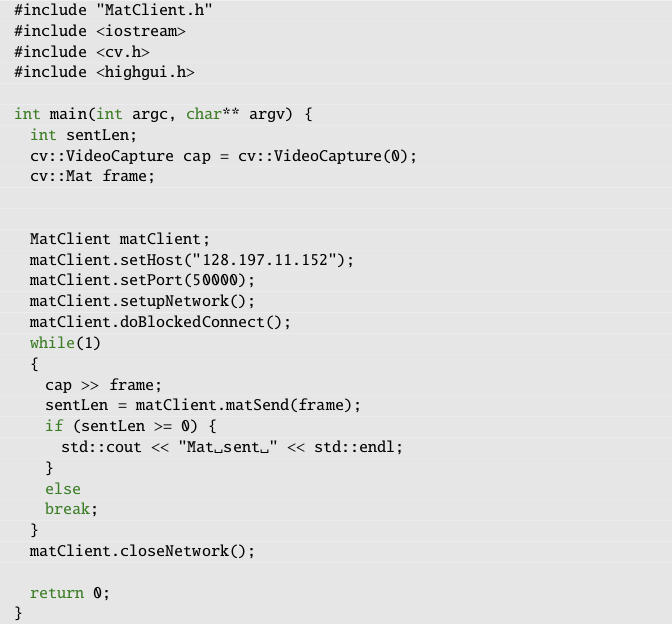 #include "MatClient.h"
#include <iostream>
#include <cv.h>
#include <highgui.h>
int main(int argc, char** argv) {
int sentLen;
cv::VideoCapture cap = cv::VideoCapture(0);
cv::Mat frame;
MatClient matClient;
matClient.setHost("128.197.11.152");
matClient.setPort(50000);
matClient.setupNetwork();
matClient.doBlockedConnect();
while(1)
{
cap >> frame;
sentLen = matClient.matSend(frame);
if (sentLen >= 0) {
std::cout << "Mat␣sent␣" << std::endl;
}
else
break;
}
matClient.closeNetwork();
return 0;
}